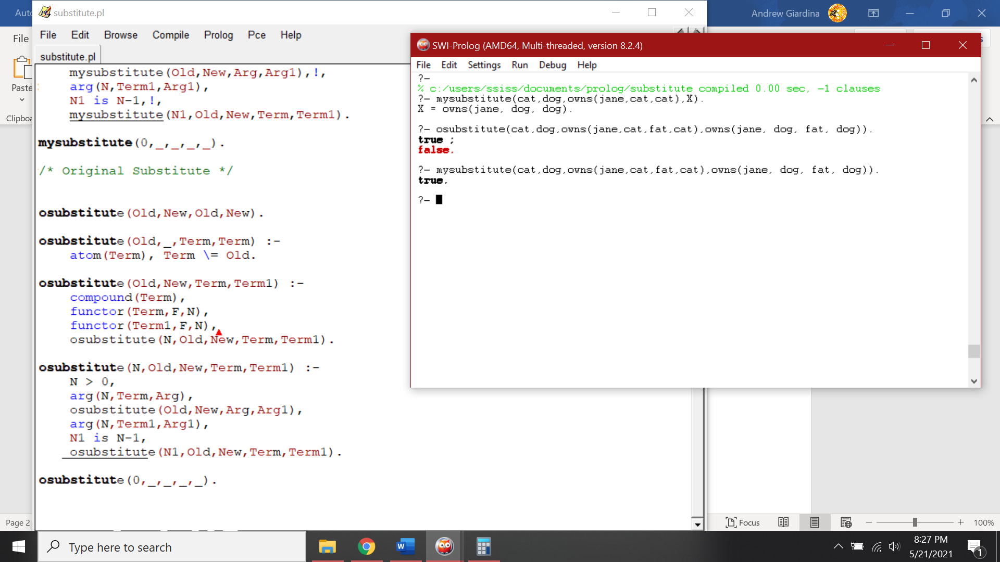 substitute.pl
Andrew Giardina
File
File Edit Browse Compile Prolog Pce Help
substitute.pl
Paste
Clipboa
mysubstitute(Old,New,Arg,Arg1),!,
arg(N,Term1,Arg1),
N1 is N-1,!,
mysubstitute(N1,Old,New,Term,Term1).
mysubstitute(0,_,_,_,_).
/* Original Substitute */
osubstitute(Old,New,Old,New).
osubstitute(Old,_,Term,Term) :-
atom(Term), Term \= Old.
osubstitute(Old,New,Term,Term1) :-
compound(Term),
functor(Term,F,N),
functor(Term1,F,N),
osubstitute(N,Old,New,Term,Term1).
osubstitute(N,Old,New,Term,Term1) :-
N > 0,
arg(N,Term,Arg),
osubstitute(Old,New,Arg,Arg1),
arg(N,Term1,Arg1),
N1 is N-1,
osubstitute(N1,Old,New,Term,Term1).
osubstitute(0,_,_,_,_).
SWI-Prolog (AMD64, Multi-threaded, version 8.2.4)
File Edit Settings Run Debug Help
?-
% c:/users/ssiss/documents/prolog/substitute compiled 0.00 sec, -1 clauses
?- mysubstitute(cat,dog,owns(jane,cat,cat),X).
X = owns(jane, dog, dog).
?- osubstitute(cat,dog,owns(jane,cat,fat,cat),owns(jane, dog, fat, dog)).
true ;
false.
?- mysubstitute(cat,dog,owns(jane,cat,fat,cat),owns(jane, dog, fat, dog)).
true.
?-
Page 2
Focus
100%
Type here to search
8:27 PM
5/21/2021
1